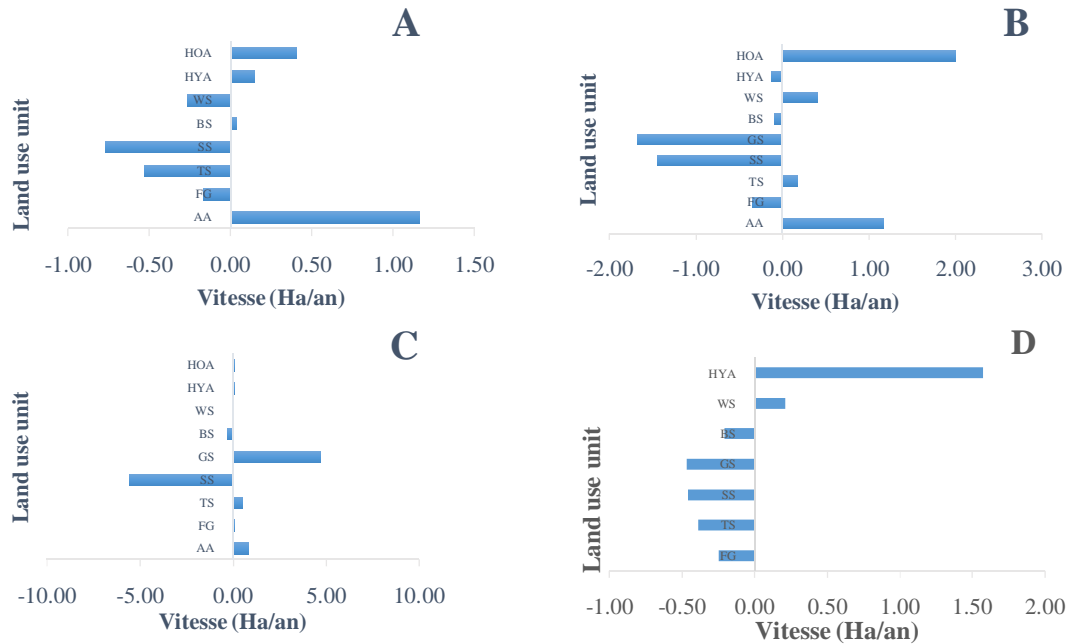 A
Land use unit
HOA
HYA
WS
BS
SS
TS
FG
AA
-1.00 -0.50 0.00 0.50 1.00 1.50
Vitesse (Ha/an)
B
Land use unit
HOA
HYA
WS
BS
GS
SS
TS
FG
AA
-2.00 -1.00 0.00 1.00 2.00 3.00
Vitesse (Ha/an)
C
Land use unit
HOA
HYA
WS
BS
GS
SS
TS
FG
AA
-10.00 -5.00 0.00 5.00 10.00
Vitesse (Ha/an)
D
Land use unit
HYA
WS
BS
GS
SS
TS
FG
-1.00 -0.50 0.00 0.50 1.00 1.50 2.00
Vitesse (Ha/an)